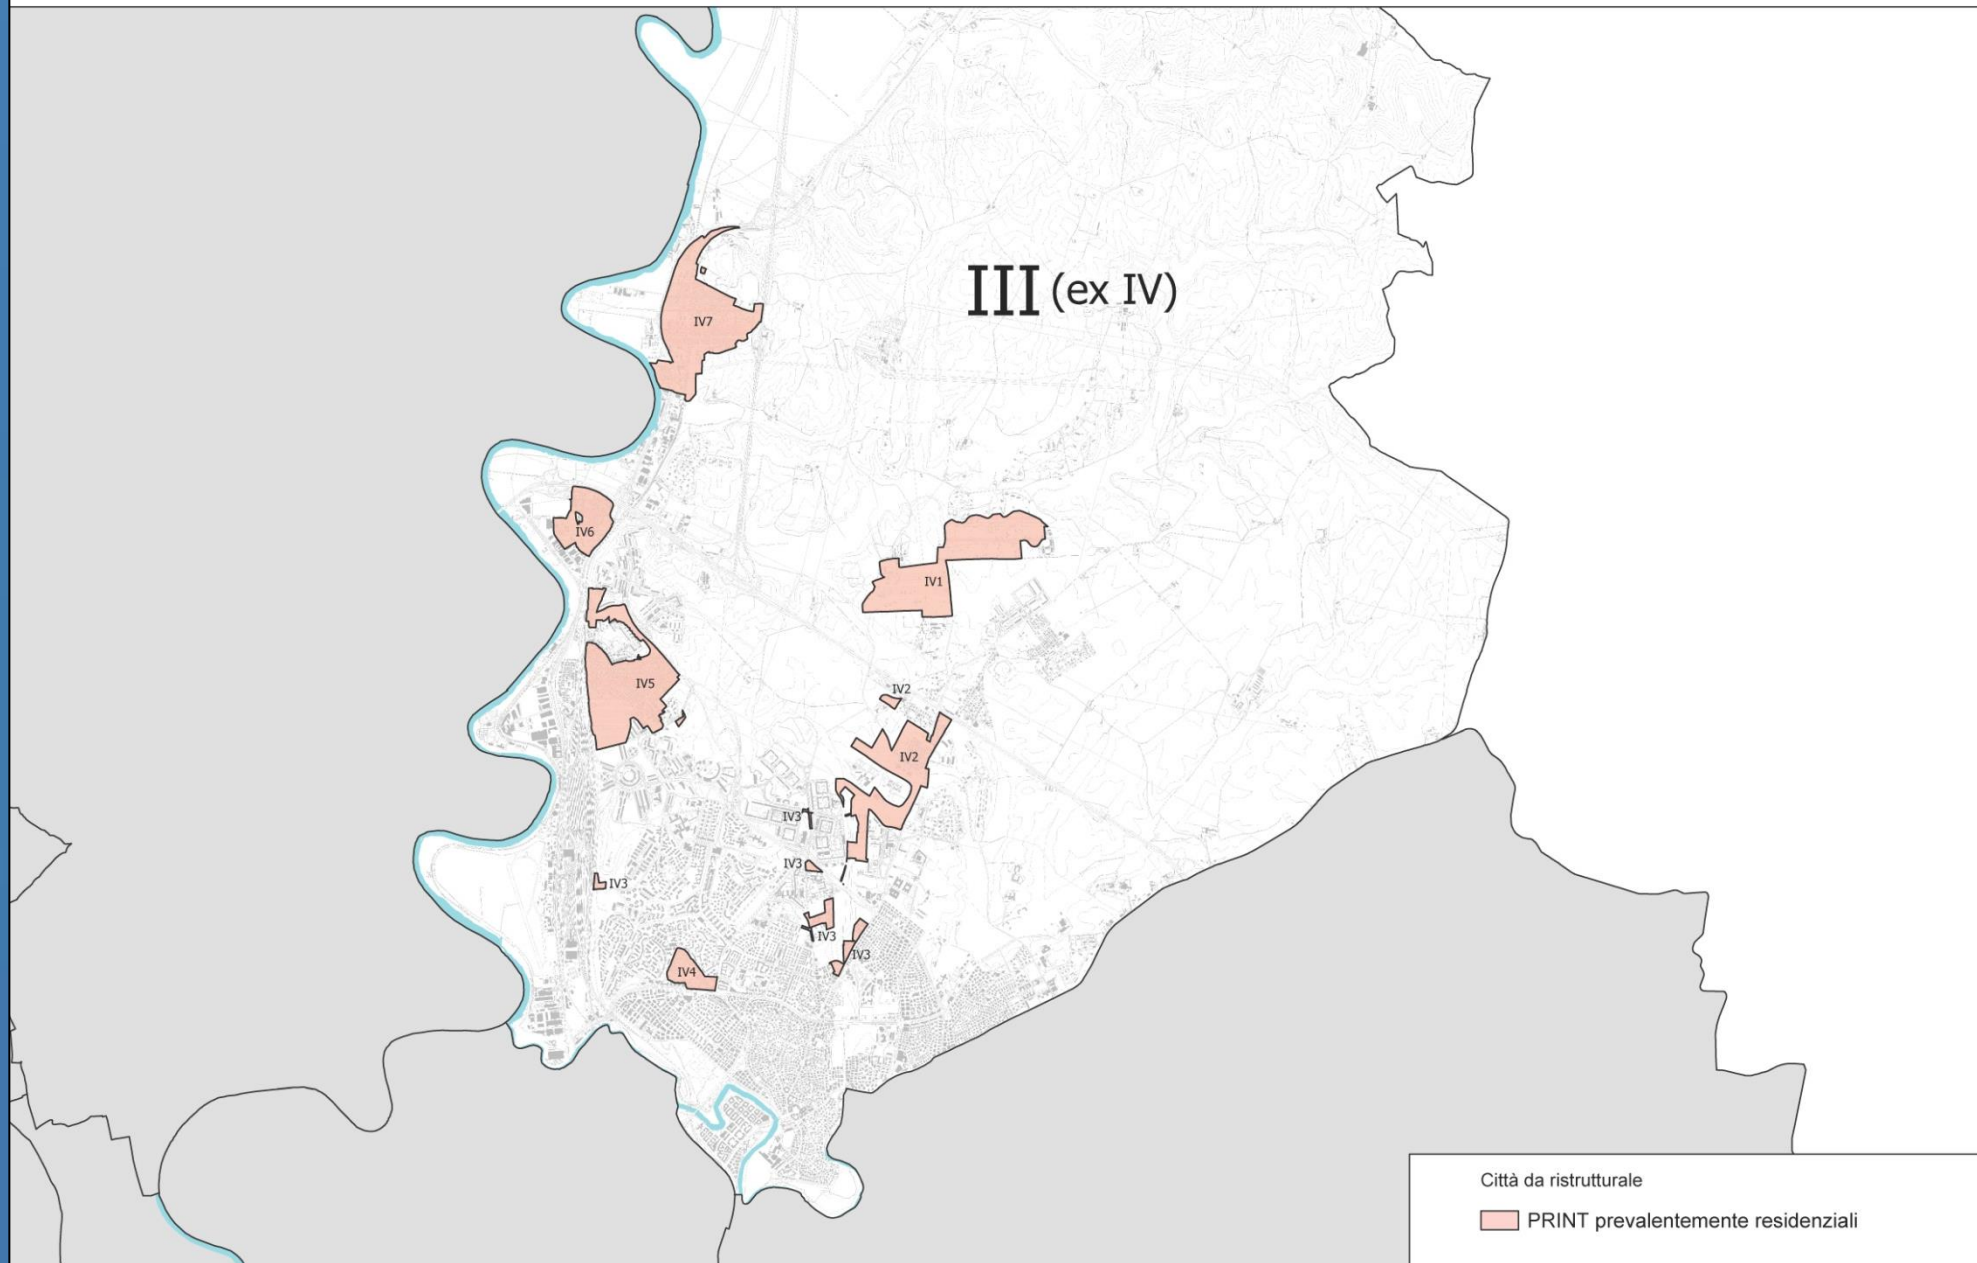 III (ex IV)
IV7
IV6
IV1
IV5
IV2
IV2
IV3
IV3
IV3
IV3
IV3
IV4
Città da ristrutturale
PRINT prevalentemente residenziali